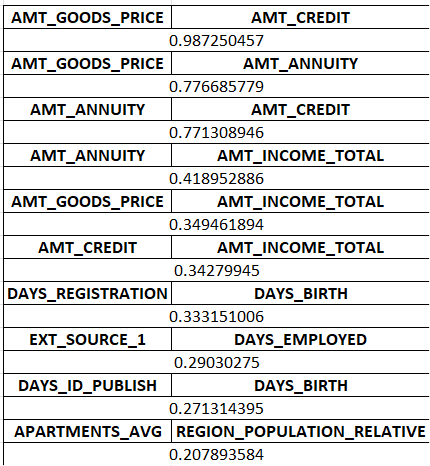 AMT_GOODS_PRICE AMT_CREDIT
0.987250457
AMT_GOODS_PRICE AMT_ANNUITY
0.776685779
AMT_ANNUITY AMT_CREDIT
0.771308946
AMT_ANNUITY AMT_INCOME_TOTAL
0.418952886
AMT_GOODS_PRICE AMT_INCOME_TOTAL
0.349461894
AMT_CREDIT AMT_INCOME_TOTAL
0.34279945
DAYS_REGISTRATION DAYS_BIRTH
0.333151006
EXT_SOURCE_1 DAYS_EMPLOYED
0.29030275
DAYS_ID_PUBLISH DAYS_BIRTH
0.271314395
APARTMENTS_AVG REGION_POPULATION_RELATIVE
0.207893584